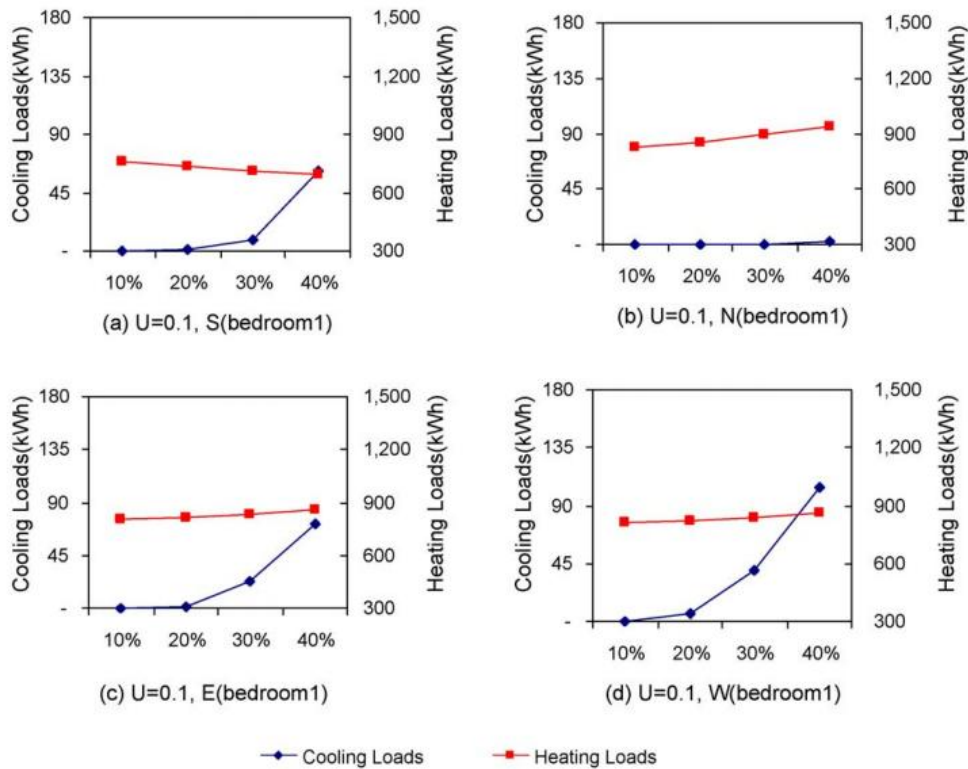 180
135
90
45
-
Cooling Loads(kWh)
1,500
1,200
900
600
300
Heating Loads(kWh)
10% 20% 30% 40%
(a) U=0.1, S(bedroom1)
180
135
90
45
-
Cooling Loads(kWh)
1,500
1,200
900
600
300
Heating Loads(kWh)
10% 20% 30% 40%
(b) U=0.1, N(bedroom1)
180
135
90
45
-
Cooling Loads(kWh)
1,500
1,200
900
600
300
Heating Loads(kWh)
10% 20% 30% 40%
(c) U=0.1, E(bedroom1)
180
135
90
45
-
Cooling Loads(kWh)
1,500
1,200
900
600
300
Heating Loads(kWh)
10% 20% 30% 40%
(d) U=0.1, W(bedroom1)
Cooling Loads
Heating Loads